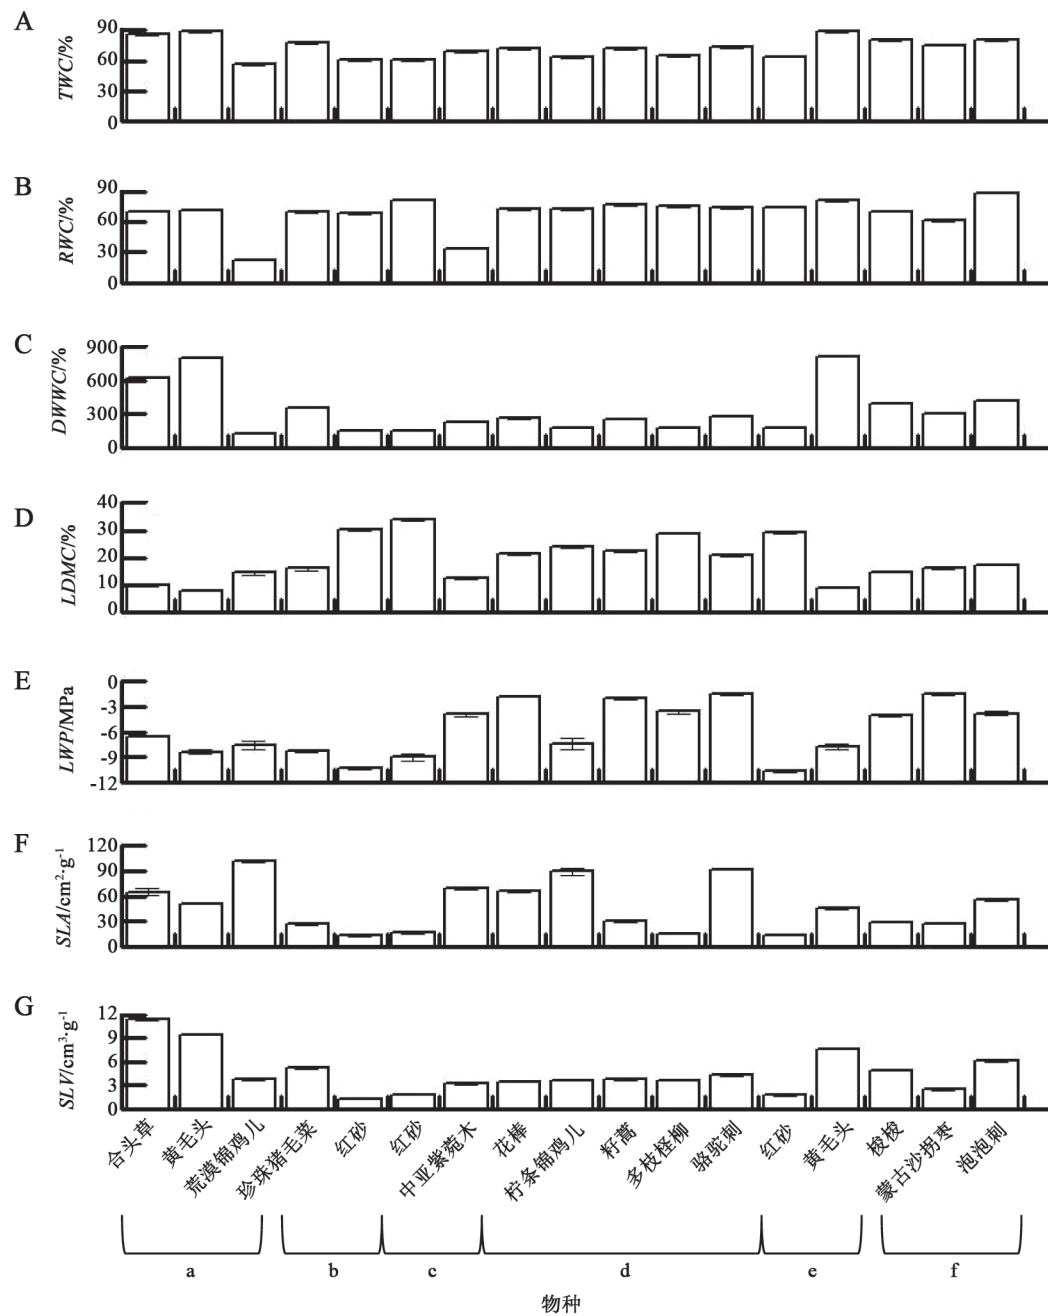 A
TWC/%
90
60
30
0
B
RWC/%
90
60
30
0
C
DWWC/%
900
600
300
0
D
LDMC/%
40
30
20
10
0
E
LWP/MPa
0
-3
-6
-9
-12
F
SLA/cm²·g⁻¹
120
90
60
30
0
G
SLV/cm³·g⁻¹
12
9
6
3
0
合头草
黄毛头
荒漠锦鸡儿
珍珠猪毛菜
红砂
红砂
中亚紫菀木
花棒
柠条锦鸡儿
籽蒿
多枝柽柳
骆驼刺
红砂
黄毛头
梭梭
蒙古沙拐枣
泡泡刺
a
b
c
d
e
f
物种